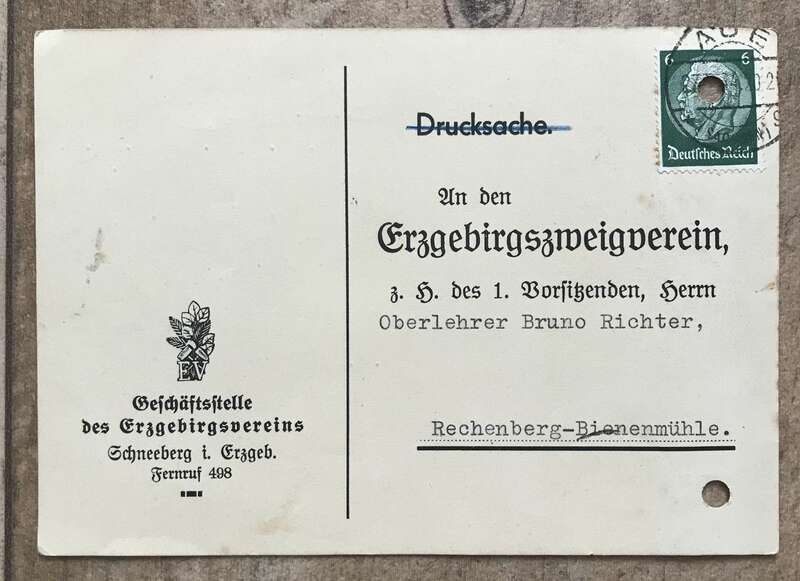 AUE
6 6
Deutsches Reich
Drucksache.
An den
Erzgebirgszweigverein,
z. H. des 1. Vorsitzenden, Herrn
Oberlehrer Bruno Richter,
Rechenberg-Bienenmühle.
EV
Geschäftsstelle
des Erzgebirgsvereins
Schneeberg i. Erzgeb.
Fernruf 498